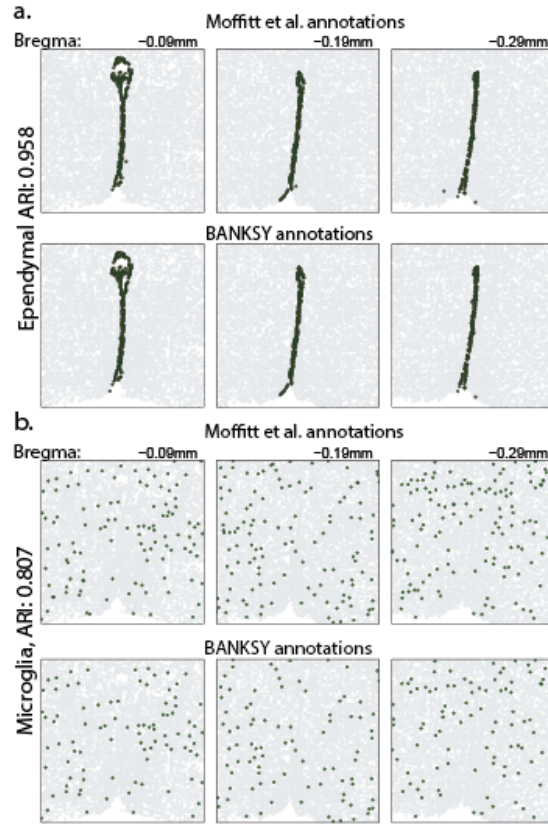 a.
Moffitt et al. annotations
Bregma:
−0.09mm
−0.19mm
−0.29mm
Ependymal ARI: 0.958
BANKSY annotations
b.
Moffitt et al. annotations
Bregma:
−0.09mm
−0.19mm
−0.29mm
Microglia, ARI: 0.807
BANKSY annotations